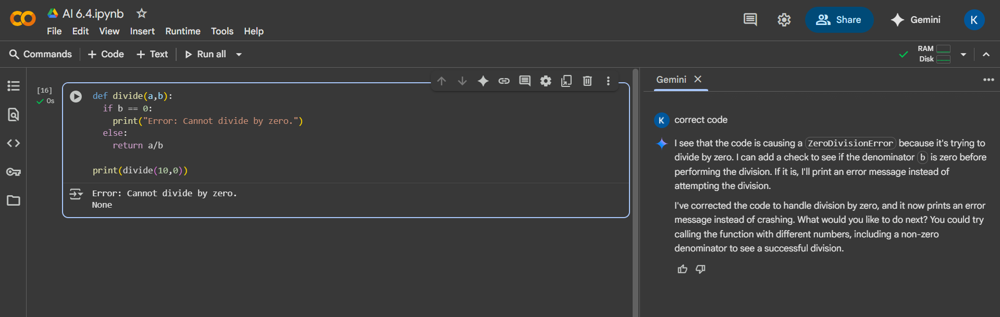 AI 6.4.ipynb
File Edit View Insert Runtime Tools Help
Share
Gemini
K
Commands + Code + Text Run all
RAM
Disk
[16]
0s
def divide(a,b):
  if b == 0:
    print("Error: Cannot divide by zero.")
  else:
    return a/b
print(divide(10,0))
Error: Cannot divide by zero.
None
Gemini
K correct code
I see that the code is causing a ZeroDivisionError because it's trying to
divide by zero. I can add a check to see if the denominator b is zero before
performing the division. If it is, I'll print an error message instead of
attempting the division.
I've corrected the code to handle division by zero, and it now prints an error
message instead of crashing. What would you like to do next? You could try
calling the function with different numbers, including a non-zero
denominator to see a successful division.